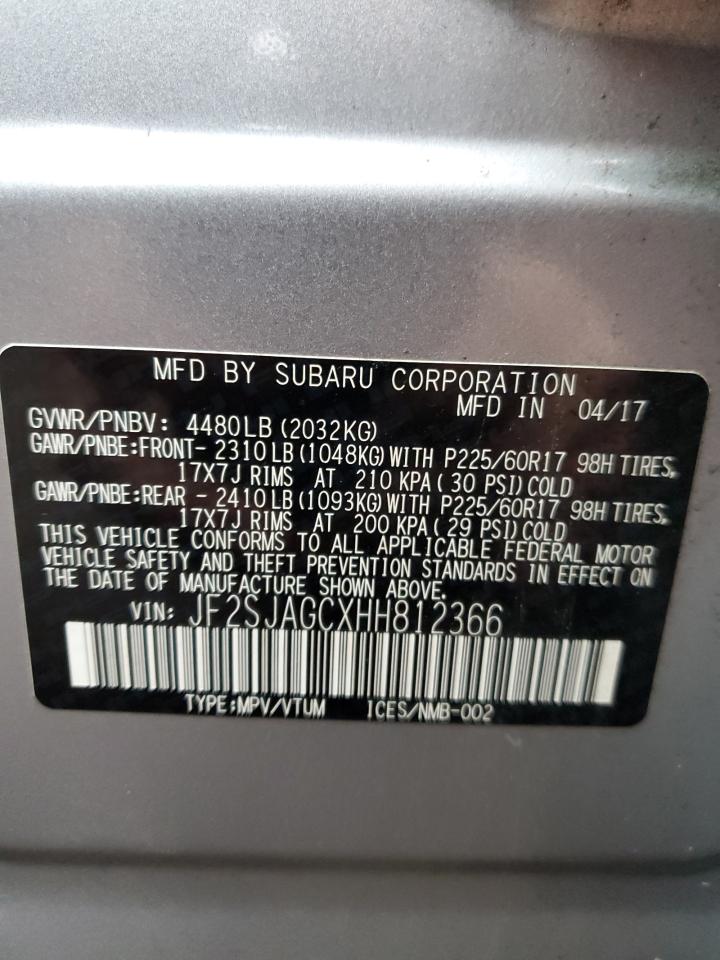 MFD BY SUBARU CORPORATION
MFD IN 04/17
GVWR/PNBV: 4480LB (2032KG)
GAWR/PNBE:FRONT- 2310LB (1048KG) WITH P225/60R17 98H TIRES,
17X7J RIMS AT 210 KPA ( 30 PSI) COLD
GAWR/PNBE:REAR - 2410LB (1093KG) WITH P225/60R17 98H TIRES,
17X7J RIMS AT 200 KPA ( 29 PSI) COLD
THIS VEHICLE CONFORMS TO ALL APPLICABLE FEDERAL MOTOR
VEHICLE SAFETY AND THEFT PREVENTION STANDARDS IN EFFECT ON
THE DATE OF MANUFACTURE SHOWN ABOVE.
VIN: JF2SJAGCXHH812366
TYPE:MPV/VTUM ICES/NMB-002